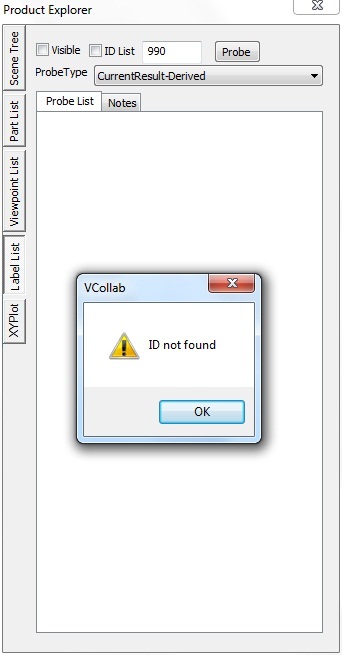 Product Explorer
Visible ID List 990 Probe
ProbeType CurrentResult-Derived
Probe List Notes
Scene Tree
Part List
Viewpoint List
Label List
XYPlot
VCollab
ID not found
OK